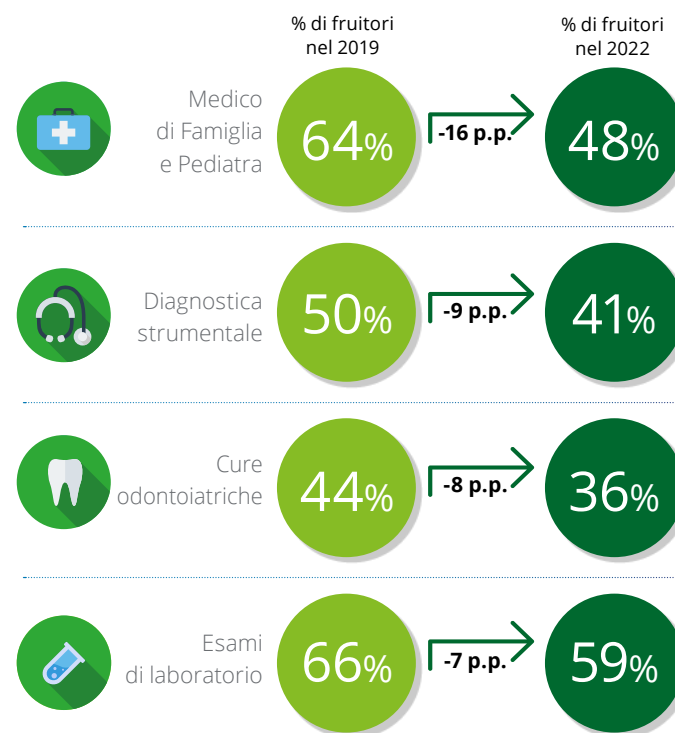 % di fruitori
nel 2019
% di fruitori
nel 2022
Medico
di Famiglia
e Pediatra
64%
-16 p.p.
48%
Diagnostica
strumentale
50%
-9 p.p.
41%
Cure
odontoiatriche
44%
-8 p.p.
36%
Esami
di laboratorio
66%
-7 p.p.
59%